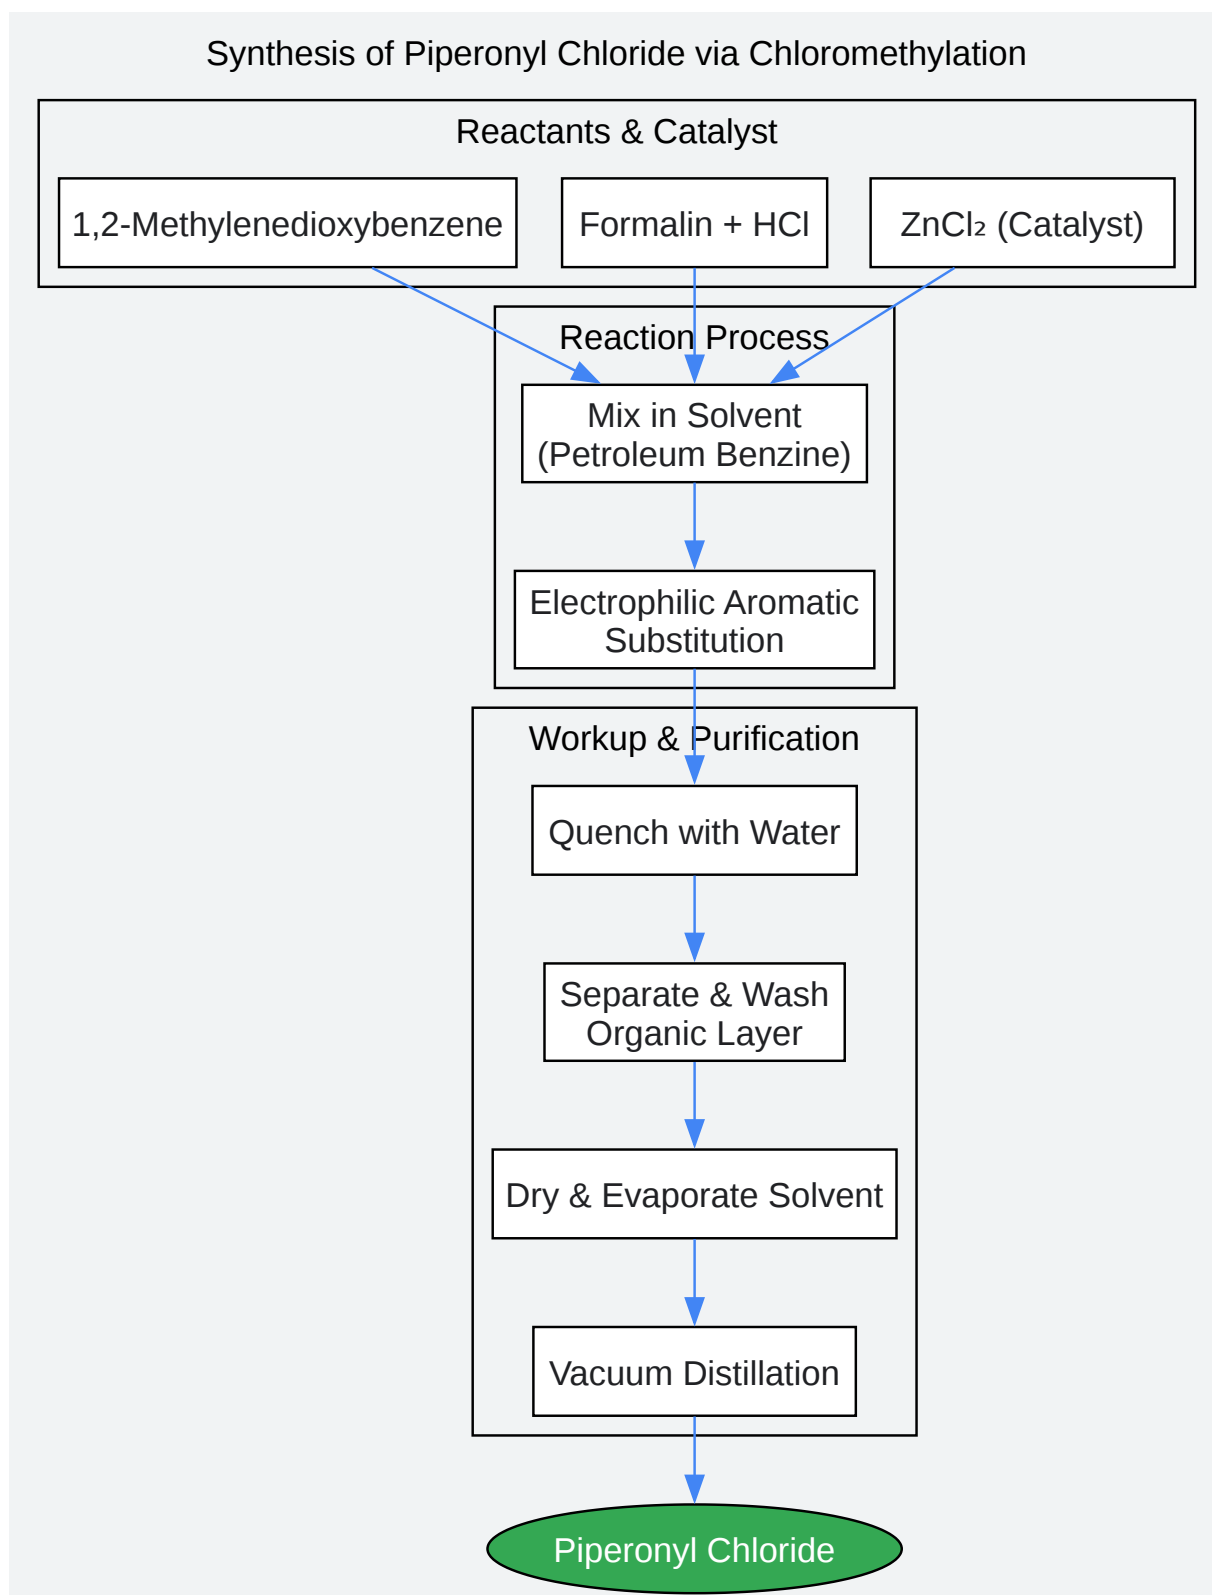 Synthesis of Piperonyl Chloride via Chloromethylation
Reactants & Catalyst
1,2-Methylenedioxybenzene
Formalin + HCl
ZnCl₂ (Catalyst)
Reaction Process
Mix in Solvent
(Petroleum Benzine)
Electrophilic Aromatic
Substitution
Workup & Purification
Quench with Water
Separate & Wash
Organic Layer
Dry & Evaporate Solvent
Vacuum Distillation
Piperonyl Chloride